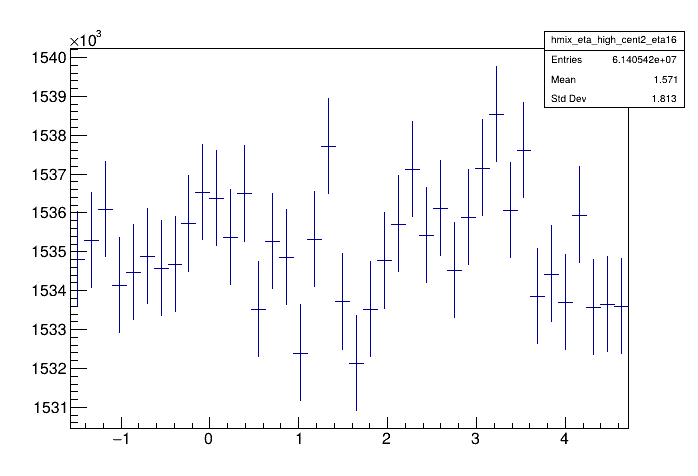 ×10³
hmix_eta_high_cent2_eta16
Entries 6.140542e+07
Mean 1.571
Std Dev 1.813
1540
1539
1538
1537
1536
1535
1534
1533
1532
1531
−1 0 1 2 3 4